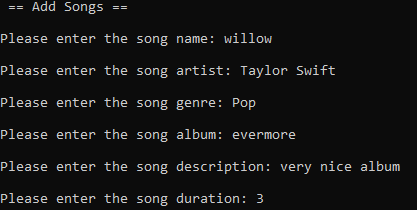 == Add Songs ==
Please enter the song name: willow
Please enter the song artist: Taylor Swift
Please enter the song genre: Pop
Please enter the song album: evermore
Please enter the song description: very nice album
Please enter the song duration: 3